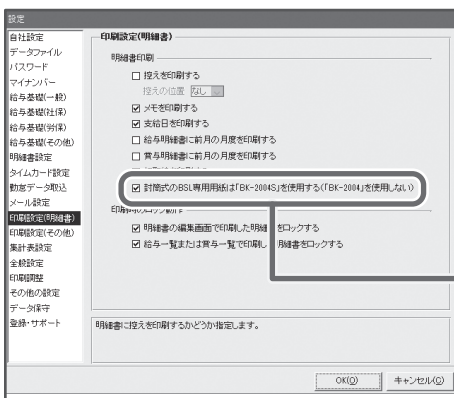 設定
自社設定
データファイル
パスワード
マイナンバー
給与基礎(一般)
給与基礎(社保)
給与基礎(労保)
給与基礎(その他)
明細書設定
タイムカード設定
勤怠データ取込
メール設定
印刷設定(明細書)
印刷設定(その他)
集計表設定
全般設定
印刷調整
その他の設定
データ保守
登録・サポート
印刷設定(明細書)
明細書印刷
控えを印刷する
控えの位置 なし
メモを印刷する
支給日を印刷する
給与明細書に前月の月度を印刷する
賞与明細書に前月の月度を印刷する
封筒式のBSL専用用紙は「BK-2004S」を使用する(「BK-2004」を使用しない)
印刷時のロック動作
明細書の編集画面で印刷した明細 をロックする
給与一覧または賞与一覧で印刷し 明細書をロックする
明細書に控えを印刷するかどうか指定します。
OK(O) キャンセル(C)